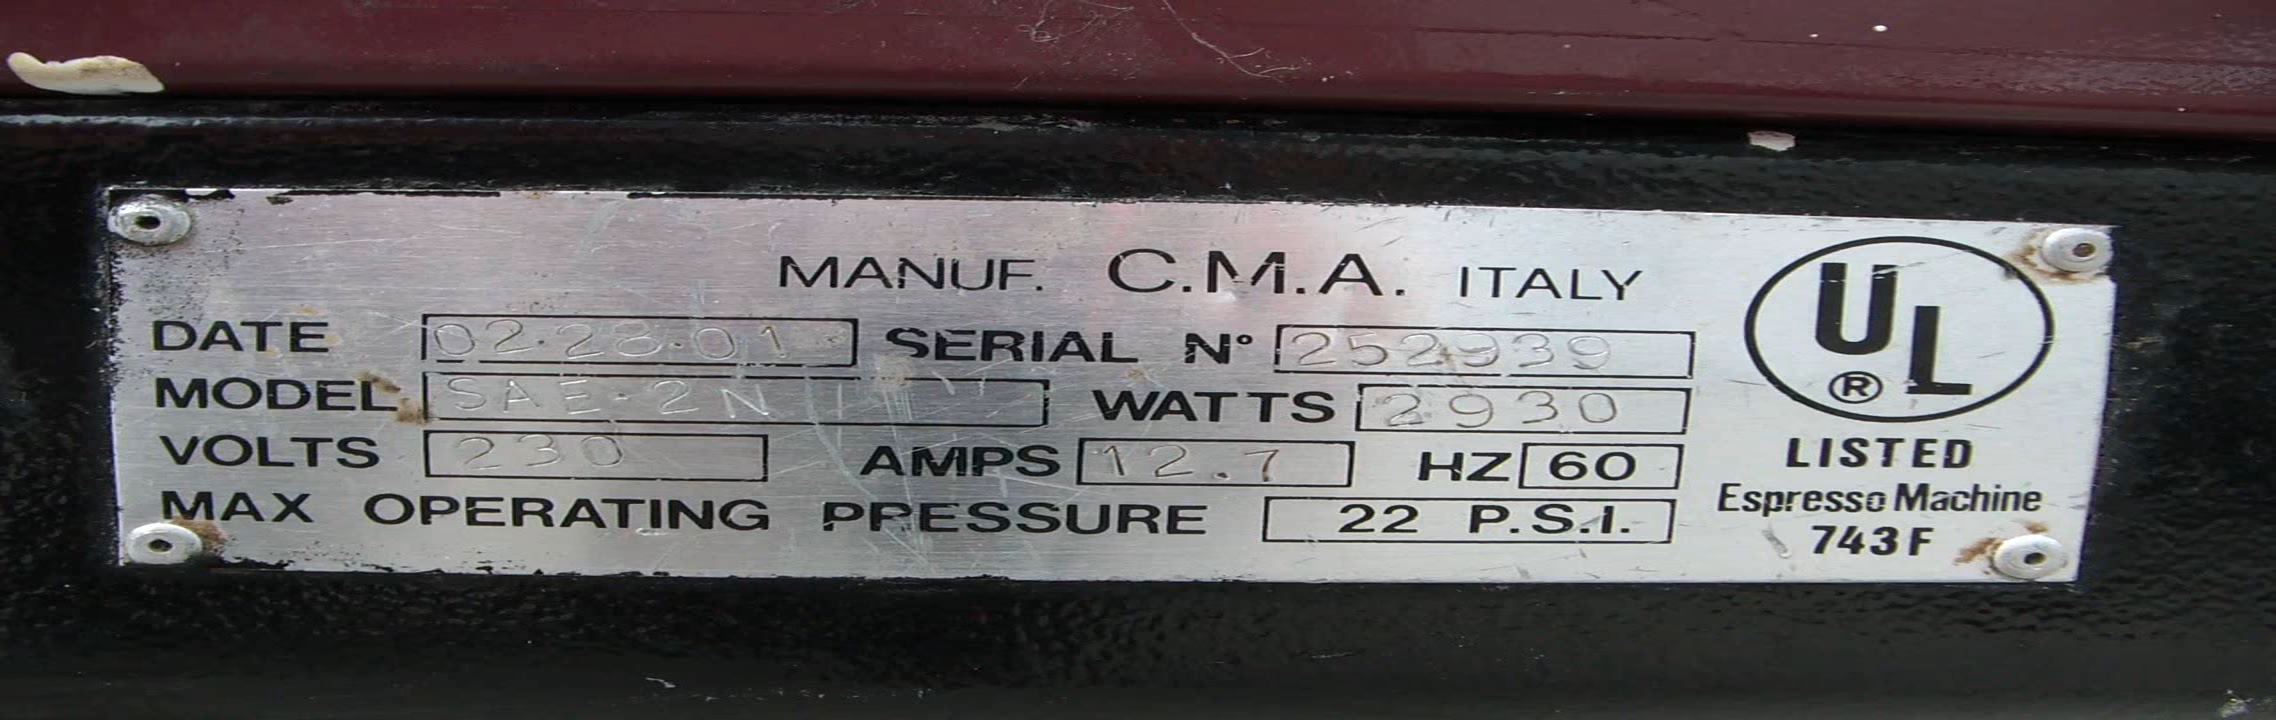 MANUF. C.M.A. ITALY
DATE 02.28.01 SERIAL N° 252939
MODEL SAE-2N
WATTS 2930
VOLTS 230 AMPS 12.7 HZ 60
MAX OPERATING PRESSURE 22 P.S.I.
UL
®
LISTED
Espresso Machine
743F